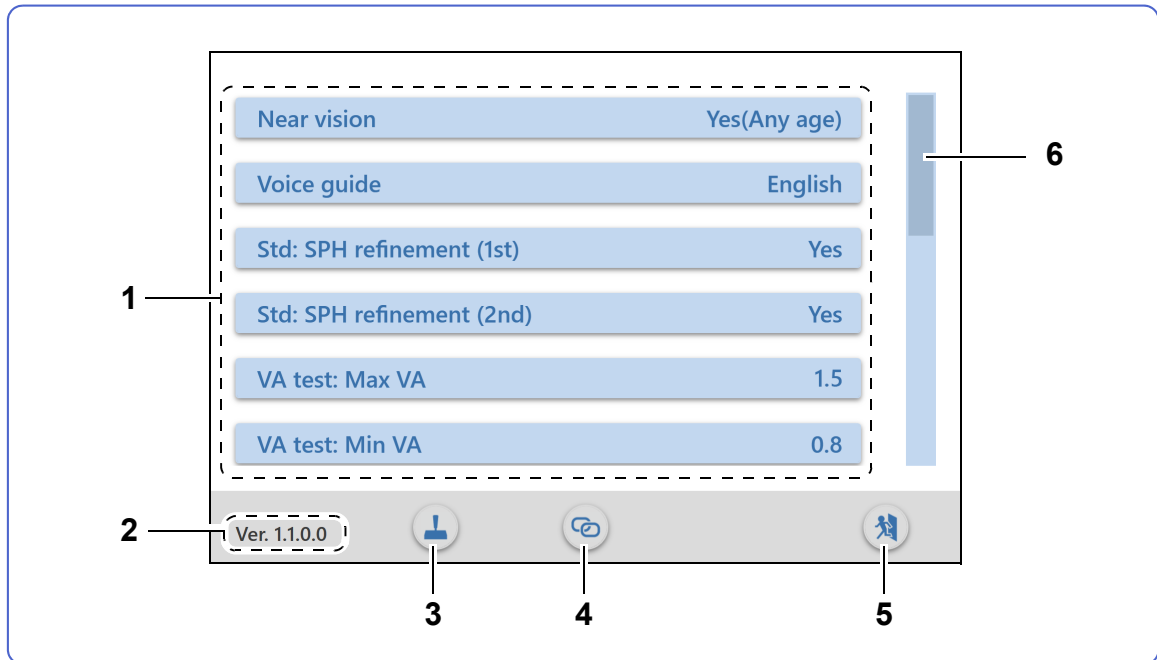 Near vision Yes(Any age)
6
Voice guide English
Std: SPH refinement (1st) Yes
1
Std: SPH refinement (2nd) Yes
VA test: Max VA 1.5
VA test: Min VA 0.8
2
Ver. 1.1.0.0
3 4 5